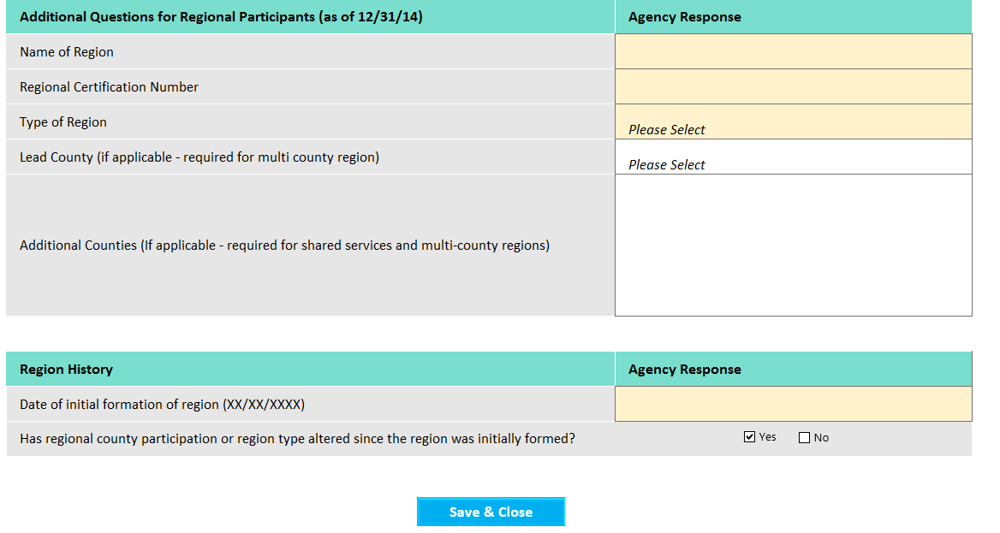 Additional Questions for Regional Participants (as of 12/31/14)
Agency Response
Name of Region
Regional Certification Number
Type of Region
Please Select
Lead County (if applicable - required for multi county region)
Please Select
Additional Counties (If applicable - required for shared services and multi-county regions)
Region History
Agency Response
Date of initial formation of region (XX/XX/XXXX)
Has regional county participation or region type altered since the region was initially formed?
Yes
No
Save & Close